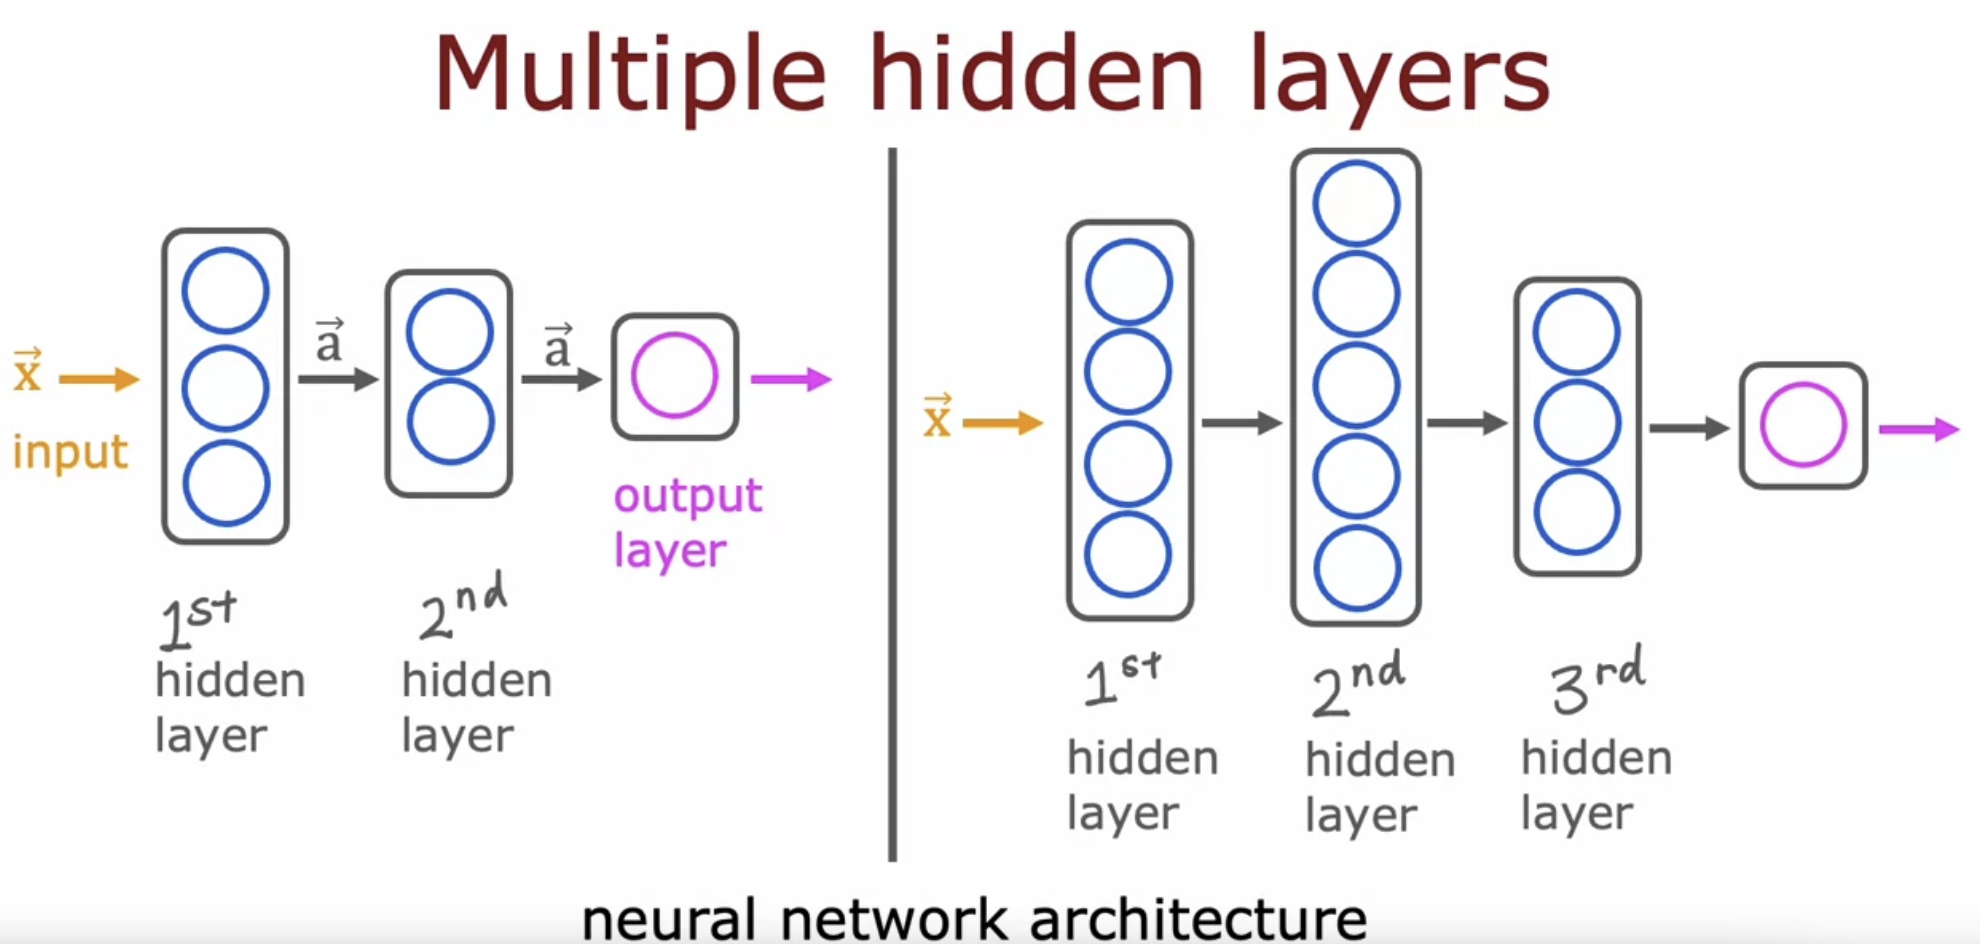 Multiple hidden layers
x⃗
input
a⃗
a⃗
output
layer
1st
hidden
layer
2nd
hidden
layer
x⃗
1st
hidden
layer
2nd
hidden
layer
3rd
hidden
layer
neural network architecture